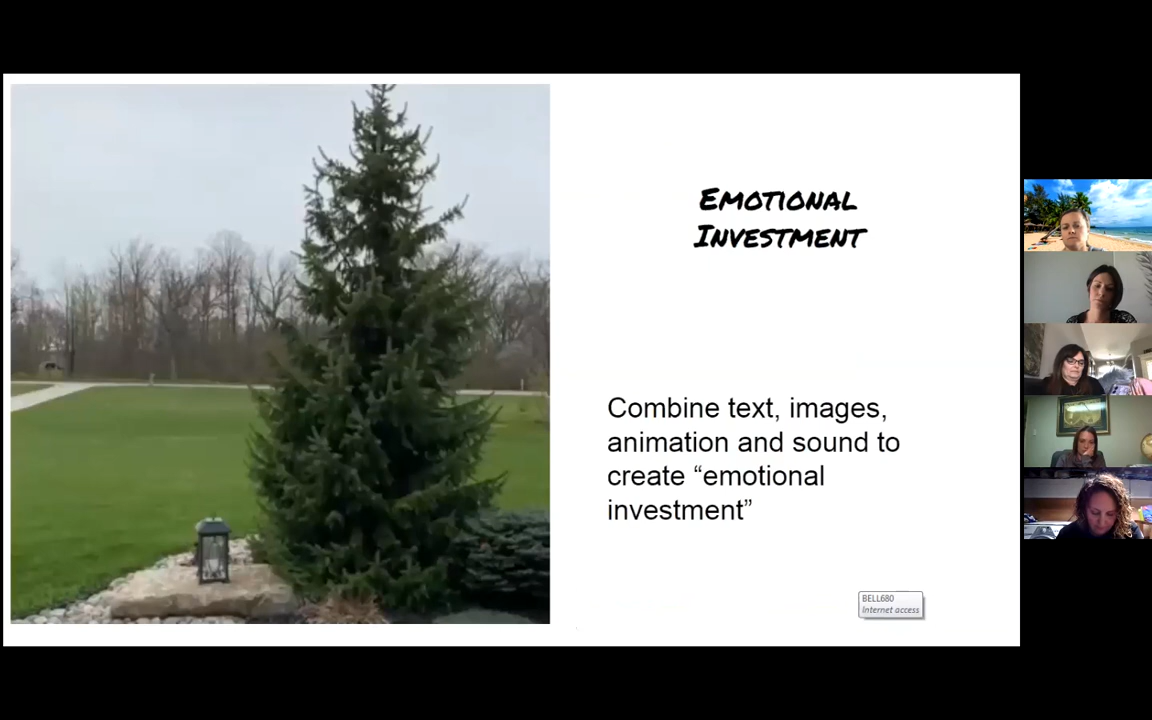 EMOTIONAL
INVESTMENT
Combine text, images,
animation and sound to
create “emotional
investment”
BELL680
Internet access